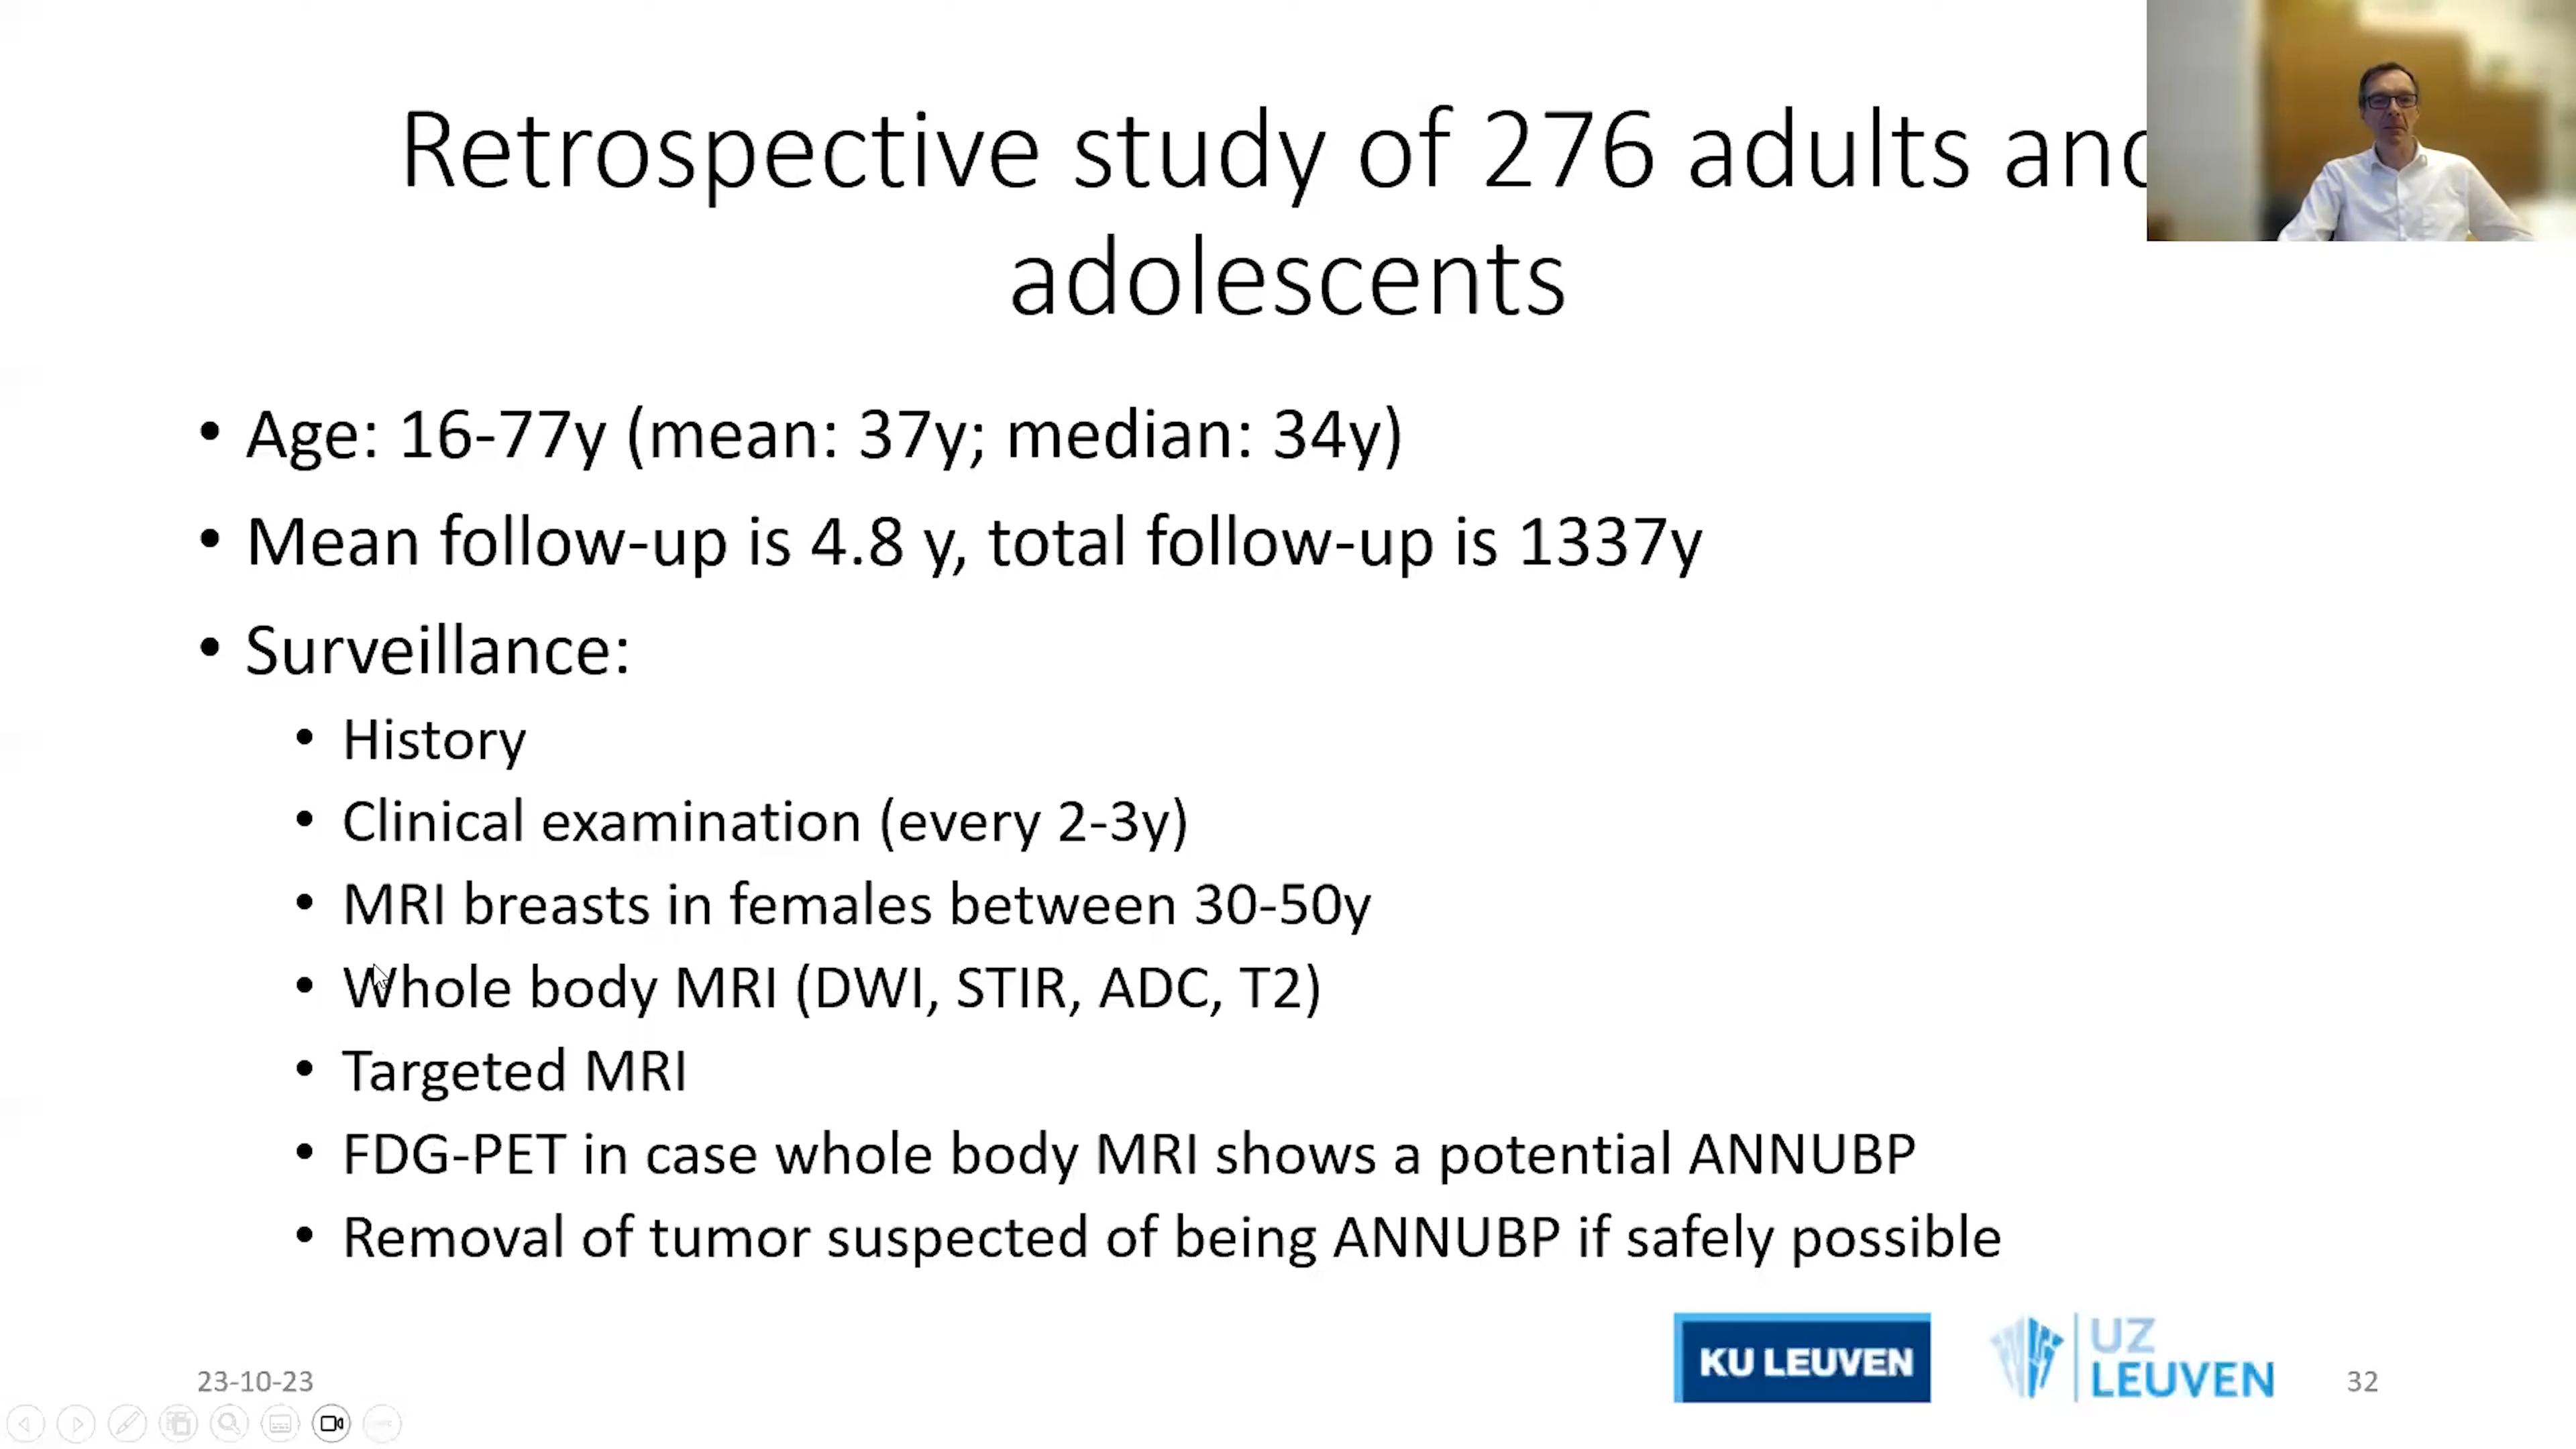 Retrospective study of 276 adults and
adolescents
• Age: 16-77y (mean: 37y; median: 34y)
• Mean follow-up is 4.8 y, total follow-up is 1337y
• Surveillance:
• History
• Clinical examination (every 2-3y)
• MRI breasts in females between 30-50y
• Whole body MRI (DWI, STIR, ADC, T2)
• Targeted MRI
• FDG-PET in case whole body MRI shows a potential ANNUBP
• Removal of tumor suspected of being ANNUBP if safely possible
KU LEUVEN
UZ
LEUVEN
23-10-23
32